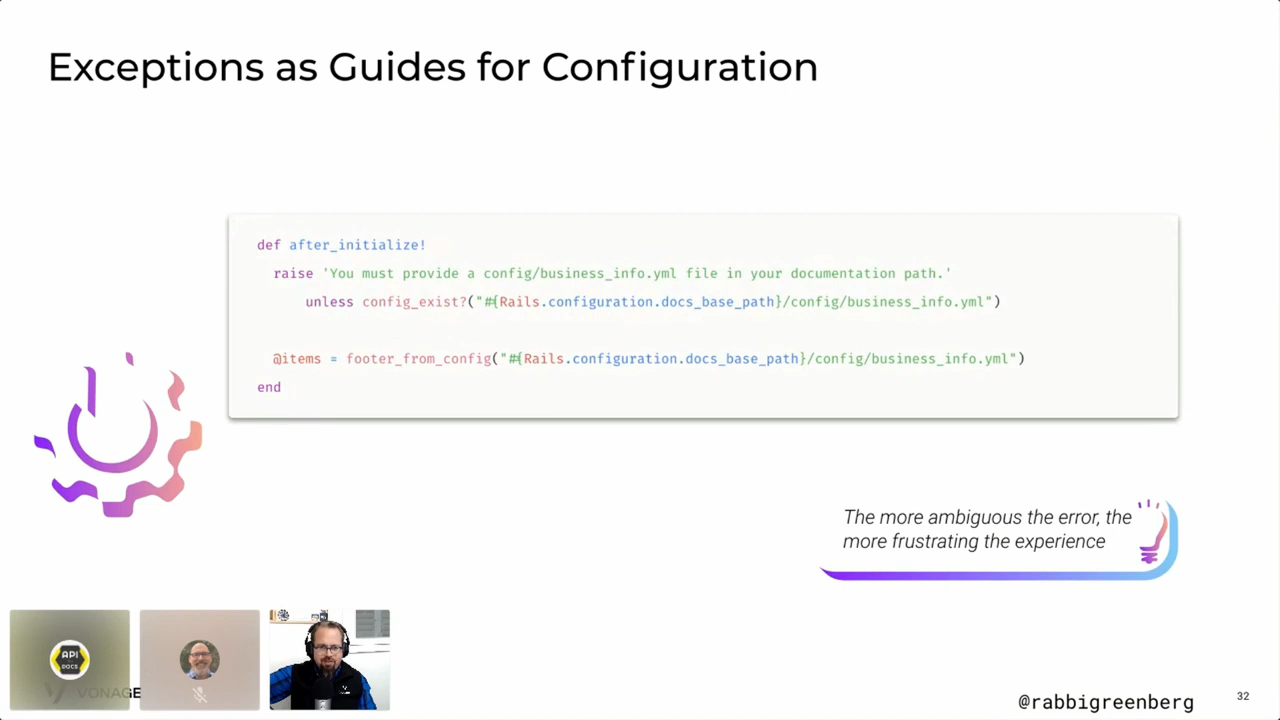 Exceptions as Guides for Configuration
def after_initialize!
raise 'You must provide a config/business_info.yml file in your documentation path.'
unless config_exist?("#{Rails.configuration.docs_base_path}/config/business_info.yml")
@items = footer_from_config("#{Rails.configuration.docs_base_path}/config/business_info.yml")
end
The more ambiguous the error, the
more frustrating the experience
API
DOCS
VONAGE
@rabbigreenberg
32